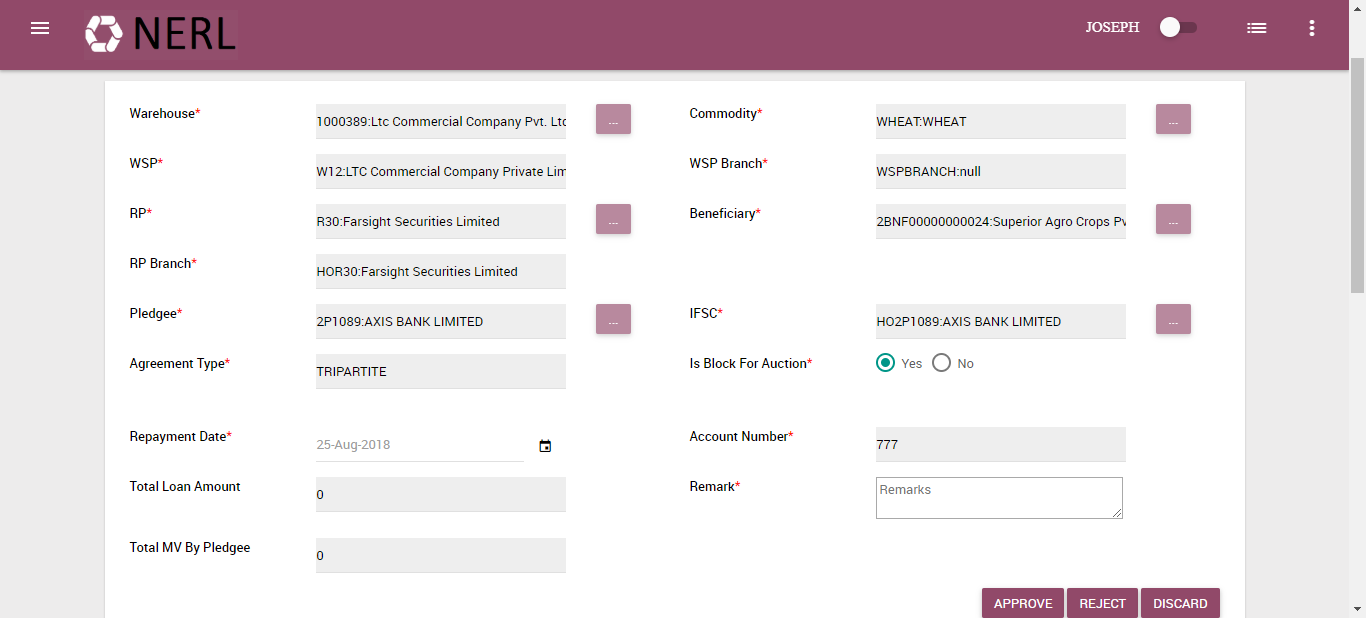 NERL
JOSEPH
Warehouse* 1000389:Ltc Commercial Company Pvt. Ltd ... Commodity* WHEAT:WHEAT ...
WSP* W12:LTC Commercial Company Private Lim WSP Branch* WSPBRANCH:null
RP* R30:Farsight Securities Limited ... Beneficiary* 2BNF00000000024:Superior Agro Crops Pv ...
RP Branch* HOR30:Farsight Securities Limited
Pledgee* 2P1089:AXIS BANK LIMITED ... IFSC* HO2P1089:AXIS BANK LIMITED ...
Agreement Type* TRIPARTITE Is Block For Auction* Yes No
Repayment Date* 25-Aug-2018 Account Number* 777
Total Loan Amount 0 Remark* Remarks
Total MV By Pledgee 0
APPROVE REJECT DISCARD